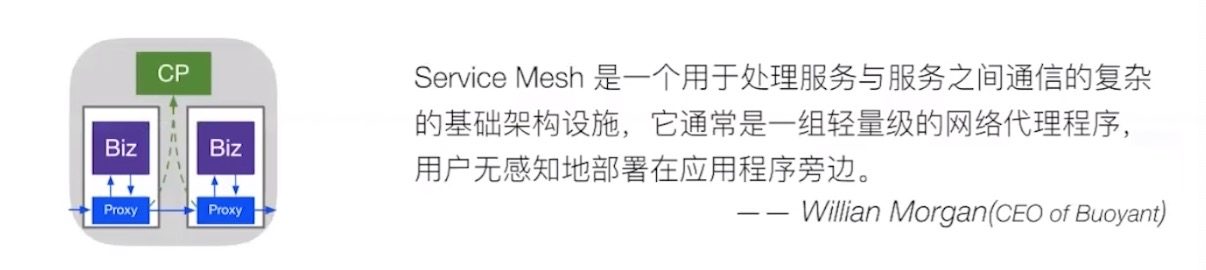 CP
Biz
Biz
Proxy
Proxy
Service Mesh 是一个用于处理服务与服务之间通信的复杂
的基础架构设施，它通常是一组轻量级的网络代理程序，
用户无感知地部署在应用程序旁边。
—— Willian Morgan(CEO of Buoyant)